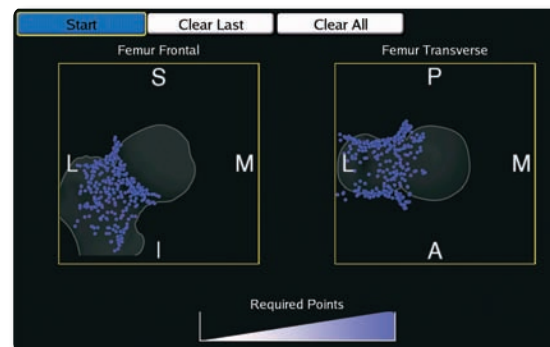 Start Clear Last Clear All
Femur Frontal Femur Transverse
S P
L M L M
I A
Required Points